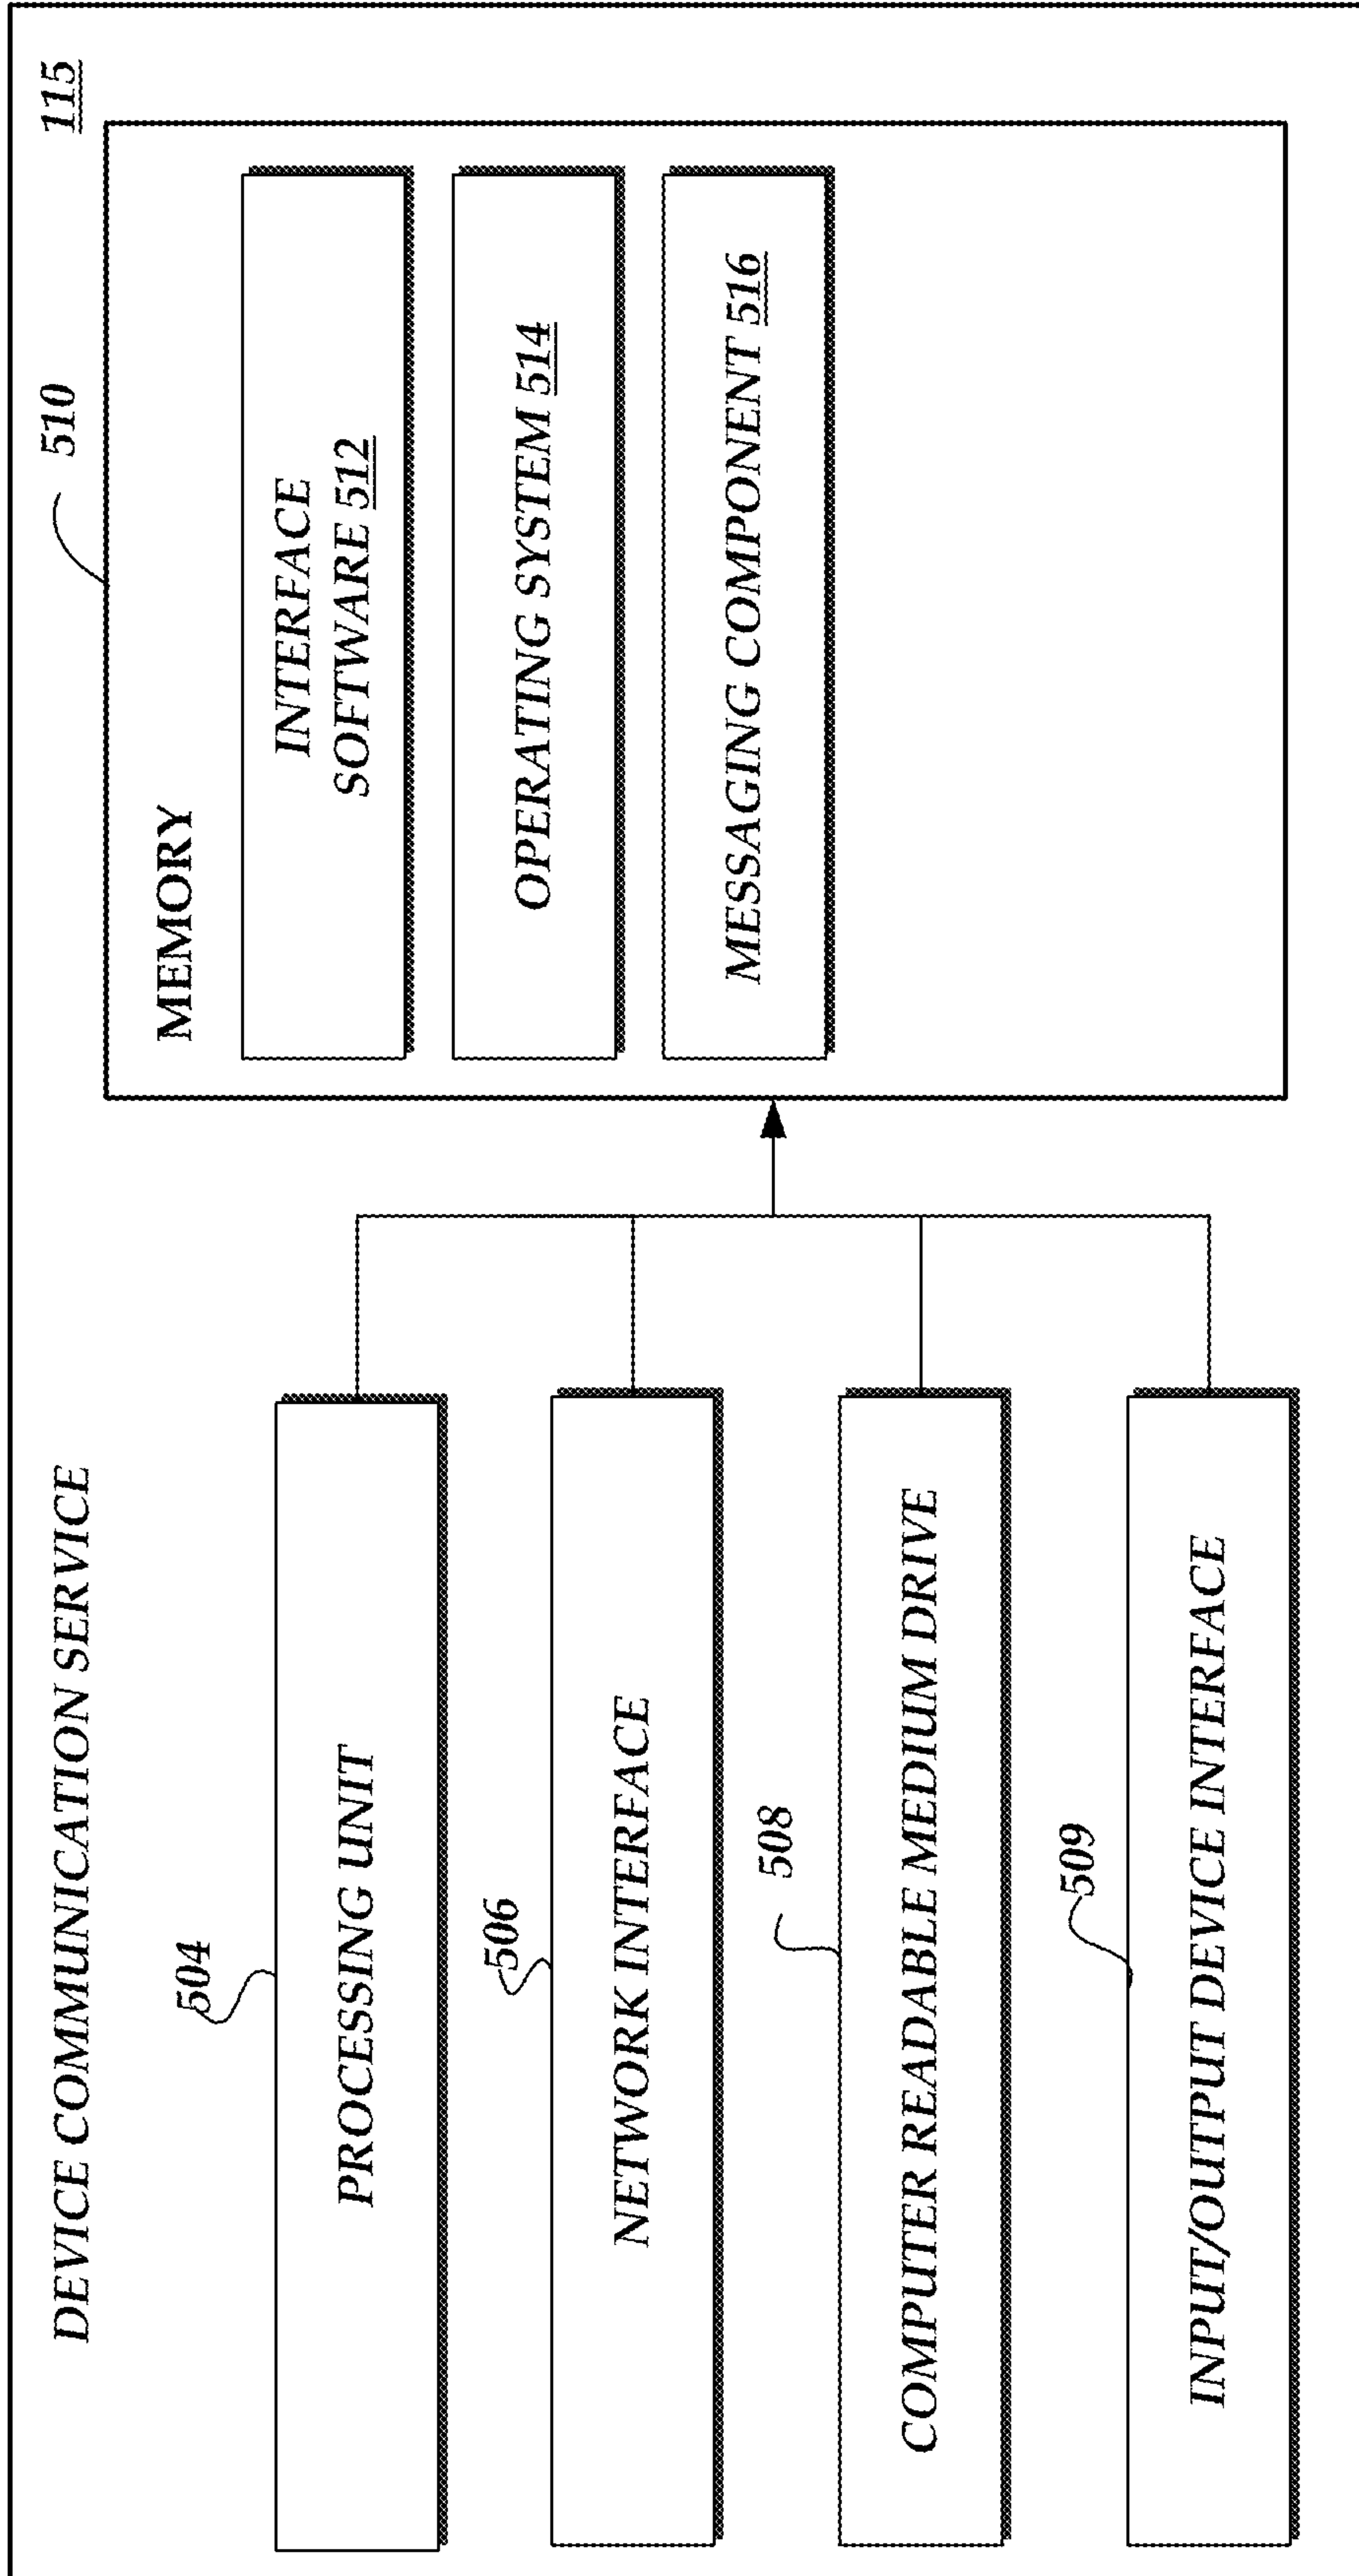 DEVICE COMMUNICATION SERVICE
115
504
PROCESSING UNIT
506
NETWORK INTERFACE
508
COMPUTER READABLE MEDIUM DRIVE
509
INPUT/OUTPUT DEVICE INTERFACE
510
MEMORY
INTERFACE
SOFTWARE 512
OPERATING SYSTEM 514
MESSAGING COMPONENT 516